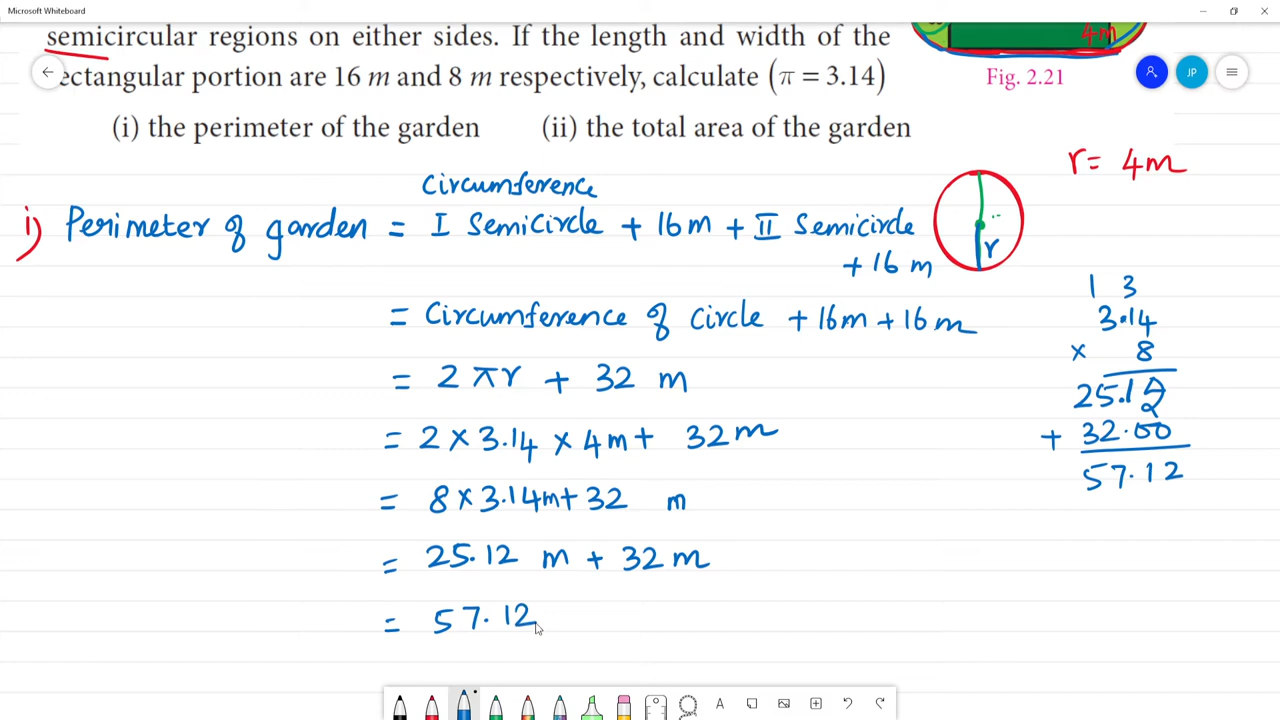 Microsoft Whiteboard
semicircular regions on either sides. If the length and width of the
ectangular portion are 16 m and 8 m respectively, calculate (π = 3.14)
(i) the perimeter of the garden (ii) the total area of the garden
4m
Fig. 2.21
JP
r = 4m
Circumference
i) Perimeter of garden = I Semicircle + 16m + II Semicircle
+ 16 m
r
= Circumference of circle + 16m + 16m
= 2πr + 32 m
= 2 × 3.14 × 4m + 32m
= 8 × 3.14m + 32 m
= 25.12 m + 32 m
= 57.12
1 3
3.14
× 8
25.12
+ 32.00
57.12
A